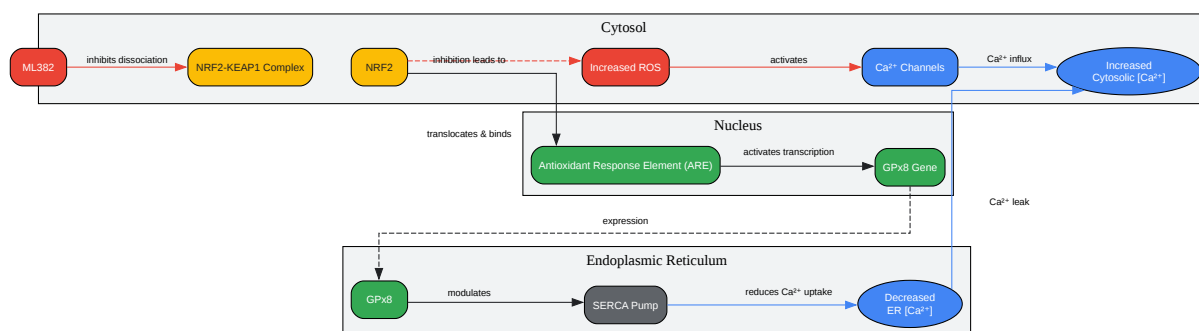 Cytosol
ML382
inhibits dissociation
NRF2-KEAP1 Complex
NRF2
inhibition leads to
Increased ROS
activates
Ca²⁺ Channels
Ca²⁺ influx
Increased
Cytosolic [Ca²⁺]
translocates & binds
Nucleus
Antioxidant Response Element (ARE)
activates transcription
GPx8 Gene
expression
Ca²⁺ leak
Endoplasmic Reticulum
GPx8
modulates
SERCA Pump
reduces Ca²⁺ uptake
Decreased
ER [Ca²⁺]